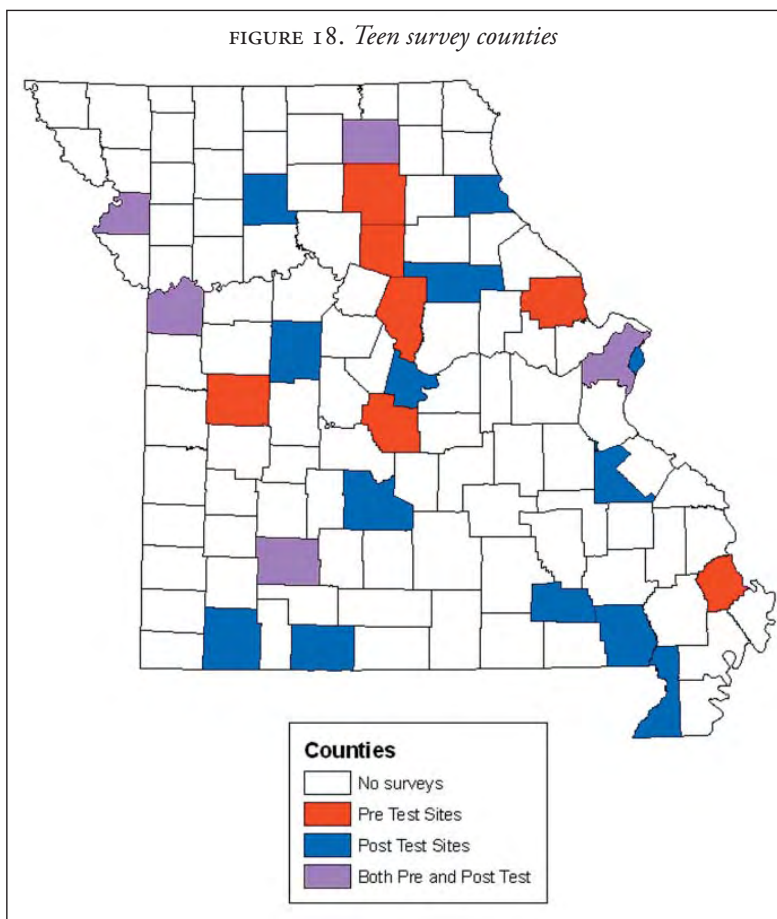 FIGURE 18. Teen survey counties
Counties
No surveys
Pre Test Sites
Post Test Sites
Both Pre and Post Test